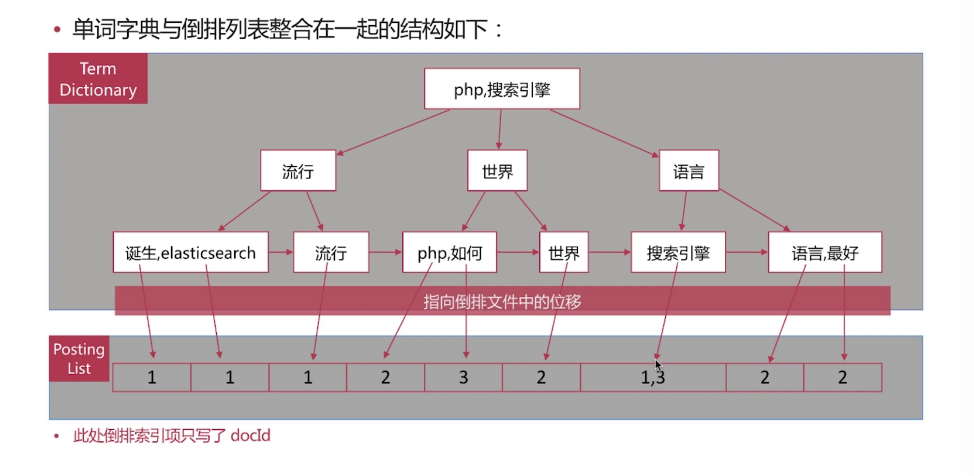 • 单词字典与倒排列表整合在一起的结构如下：
Term
Dictionary
php,搜索引擎
流行
世界
语言
诞生,elasticsearch
流行
php,如何
世界
搜索引擎
语言,最好
指向倒排文件中的位移
Posting
List
1
1
1
2
3
2
1,3
2
2
• 此处倒排索引项只写了 docId